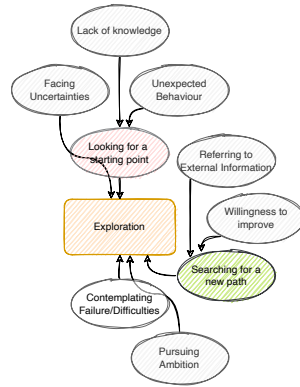 Lack of knowledge
Facing
Uncertainties
Unexpected
Behaviour
Looking for a
starting point
Referring to
External Information
Willingness to
improve
Exploration
Searching for a
new path
Contemplating
Failure/Difficulties
Pursuing
Ambition